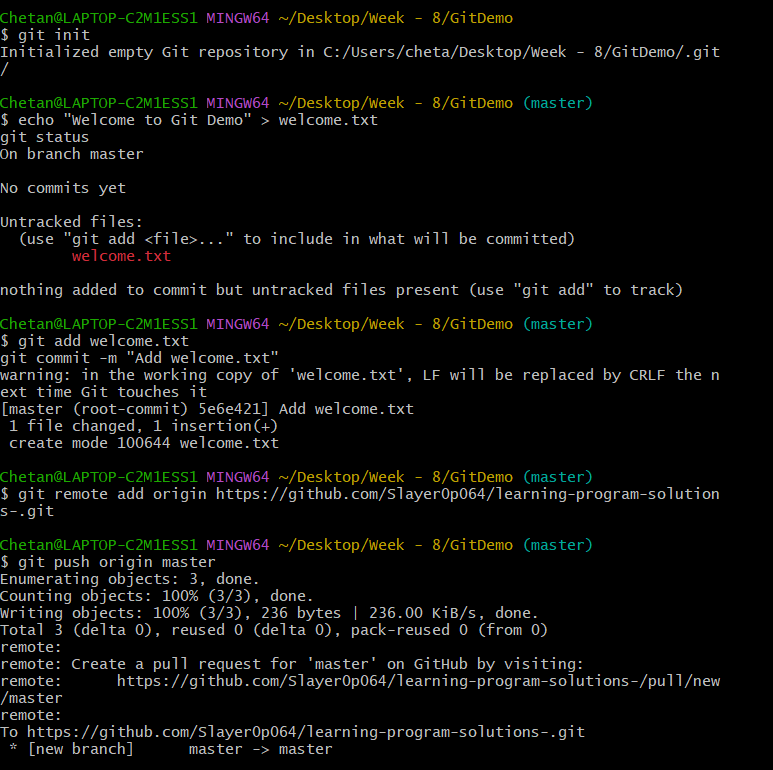 Chetan@LAPTOP-C2M1ESS1 MINGW64 ~/Desktop/Week - 8/GitDemo
$ git init
Initialized empty Git repository in C:/Users/cheta/Desktop/Week - 8/GitDemo/.git
/
Chetan@LAPTOP-C2M1ESS1 MINGW64 ~/Desktop/Week - 8/GitDemo (master)
$ echo "Welcome to Git Demo" > welcome.txt
git status
On branch master
No commits yet
Untracked files:
  (use "git add <file>..." to include in what will be committed)
        welcome.txt
nothing added to commit but untracked files present (use "git add" to track)
Chetan@LAPTOP-C2M1ESS1 MINGW64 ~/Desktop/Week - 8/GitDemo (master)
$ git add welcome.txt
git commit -m "Add welcome.txt"
warning: in the working copy of 'welcome.txt', LF will be replaced by CRLF the n
ext time Git touches it
[master (root-commit) 5e6e421] Add welcome.txt
 1 file changed, 1 insertion(+)
 create mode 100644 welcome.txt
Chetan@LAPTOP-C2M1ESS1 MINGW64 ~/Desktop/Week - 8/GitDemo (master)
$ git remote add origin https://github.com/Slayer0p064/learning-program-solution
s-.git
Chetan@LAPTOP-C2M1ESS1 MINGW64 ~/Desktop/Week - 8/GitDemo (master)
$ git push origin master
Enumerating objects: 3, done.
Counting objects: 100% (3/3), done.
Writing objects: 100% (3/3), 236 bytes | 236.00 KiB/s, done.
Total 3 (delta 0), reused 0 (delta 0), pack-reused 0 (from 0)
remote:
remote: Create a pull request for 'master' on GitHub by visiting:
remote:      https://github.com/Slayer0p064/learning-program-solutions-/pull/new
/master
remote:
To https://github.com/Slayer0p064/learning-program-solutions-.git
 * [new branch]      master -> master